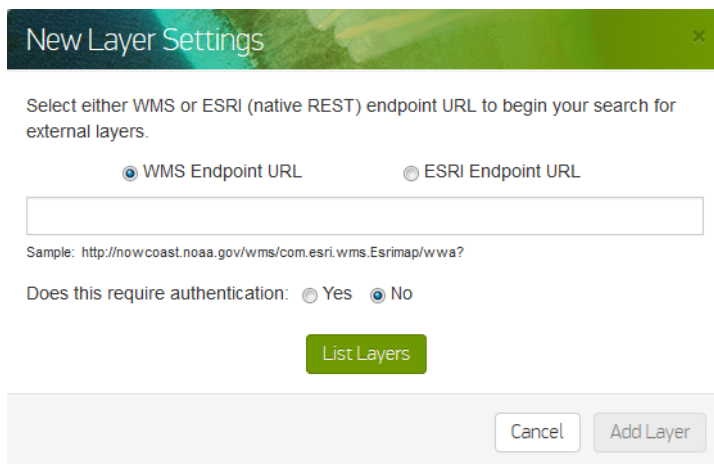 New Layer Settings
×
Select either WMS or ESRI (native REST) endpoint URL to begin your search for
external layers.
WMS Endpoint URL ESRI Endpoint URL
Sample: http://nowcoast.noaa.gov/wms/com.esri.wms.Esrimap/wwa?
Does this require authentication: Yes No
List Layers
Cancel Add Layer